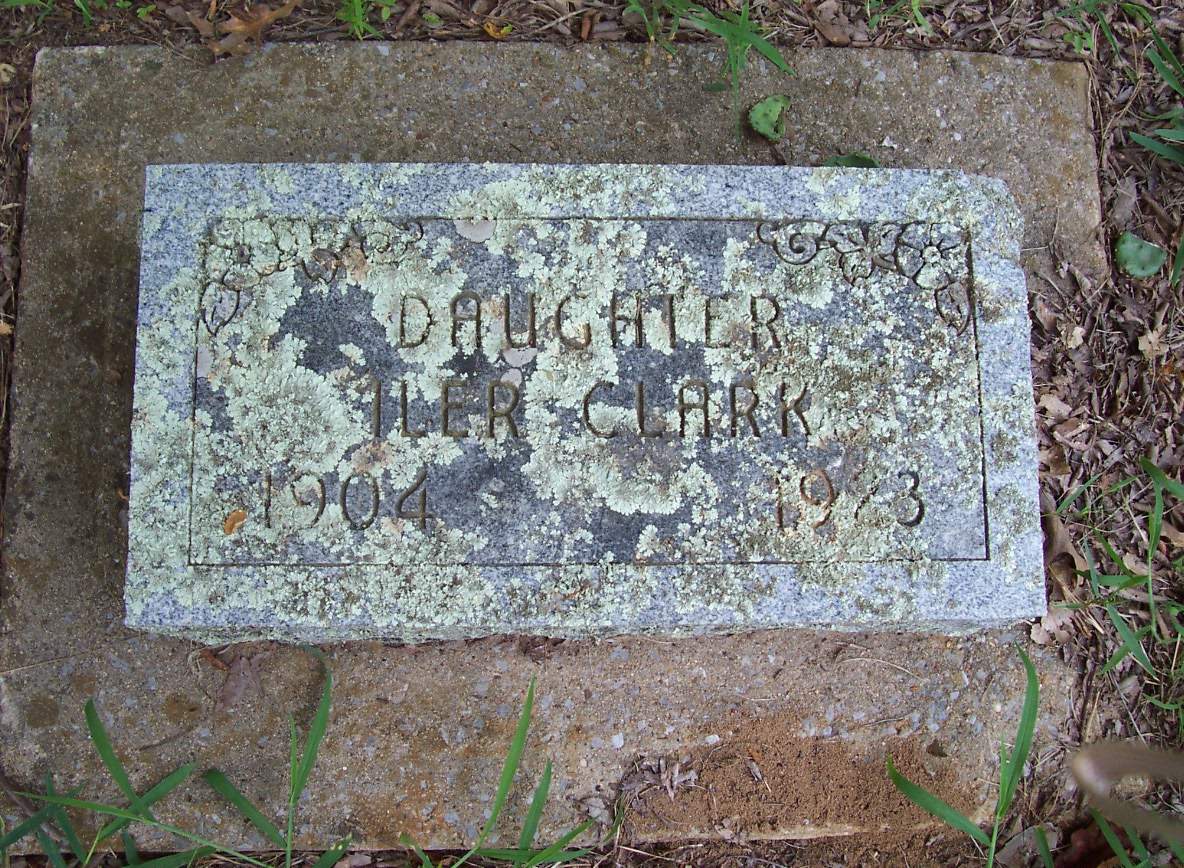 DAUGHTER
ILER CLARK
1904 1973